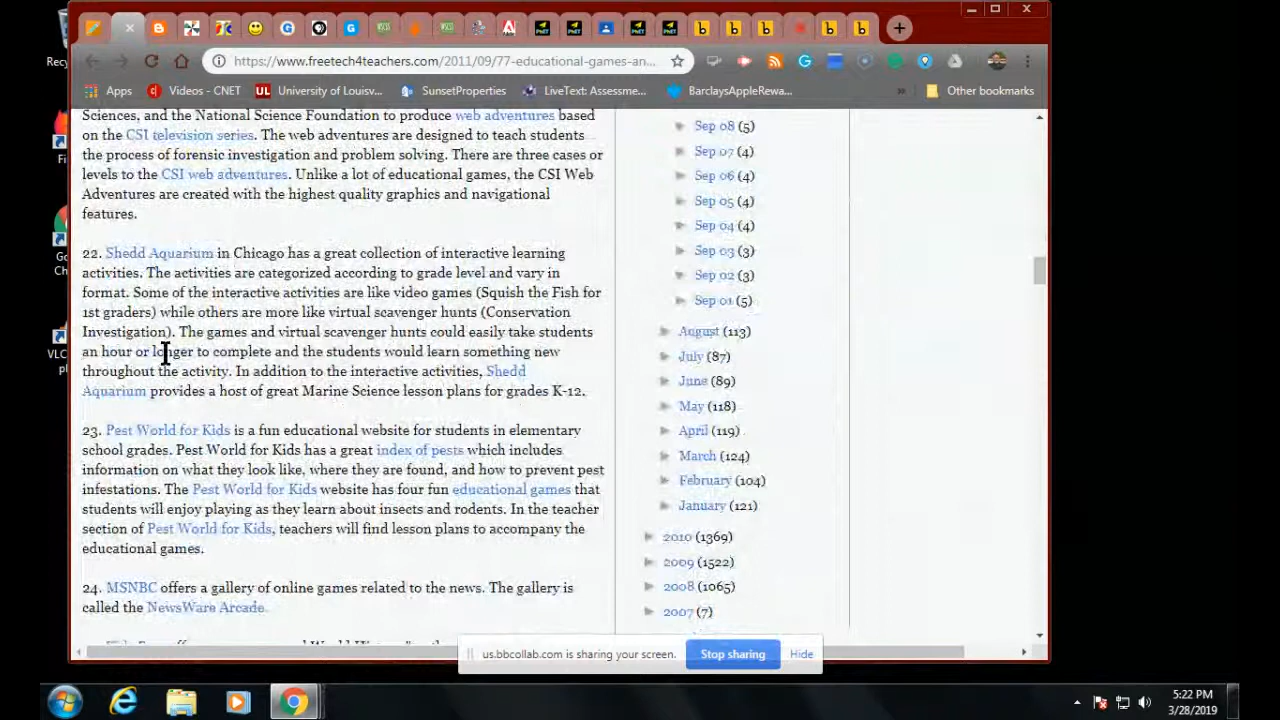 Recy
https://www.freetech4teachers.com/2011/09/77-educational-games-an...
Apps
Videos - CNET
University of Louisv...
SunsetProperties
LiveText: Assessme...
BarclaysAppleRewa...
»
Other bookmarks
Sciences, and the National Science Foundation to produce web adventures based
on the CSI television series. The web adventures are designed to teach students
the process of forensic investigation and problem solving. There are three cases or
levels to the CSI web adventures. Unlike a lot of educational games, the CSI Web
Adventures are created with the highest quality graphics and navigational
features.
22. Shedd Aquarium in Chicago has a great collection of interactive learning
activities. The activities are categorized according to grade level and vary in
format. Some of the interactive activities are like video games (Squish the Fish for
1st graders) while others are more like virtual scavenger hunts (Conservation
Investigation). The games and virtual scavenger hunts could easily take students
an hour or longer to complete and the students would learn something new
throughout the activity. In addition to the interactive activities, Shedd
Aquarium provides a host of great Marine Science lesson plans for grades K-12.
23. Pest World for Kids is a fun educational website for students in elementary
school grades. Pest World for Kids has a great index of pests which includes
information on what they look like, where they are found, and how to prevent pest
infestations. The Pest World for Kids website has four fun educational games that
students will enjoy playing as they learn about insects and rodents. In the teacher
section of Pest World for Kids, teachers will find lesson plans to accompany the
educational games.
24. MSNBC offers a gallery of online games related to the news. The gallery is
called the NewsWare Arcade.
Sep 08 (5)
Sep 07 (4)
Sep 06 (4)
Sep 05 (4)
Sep 04 (4)
Sep 03 (3)
Sep 02 (3)
Sep 01 (5)
August (113)
July (87)
June (89)
May (118)
April (119)
March (124)
February (104)
January (121)
2010 (1369)
2009 (1522)
2008 (1065)
2007 (7)
Fi
Go
Ch
VLC
pl
us.bbcollab.com is sharing your screen.
Stop sharing
Hide
5:22 PM
3/28/2019